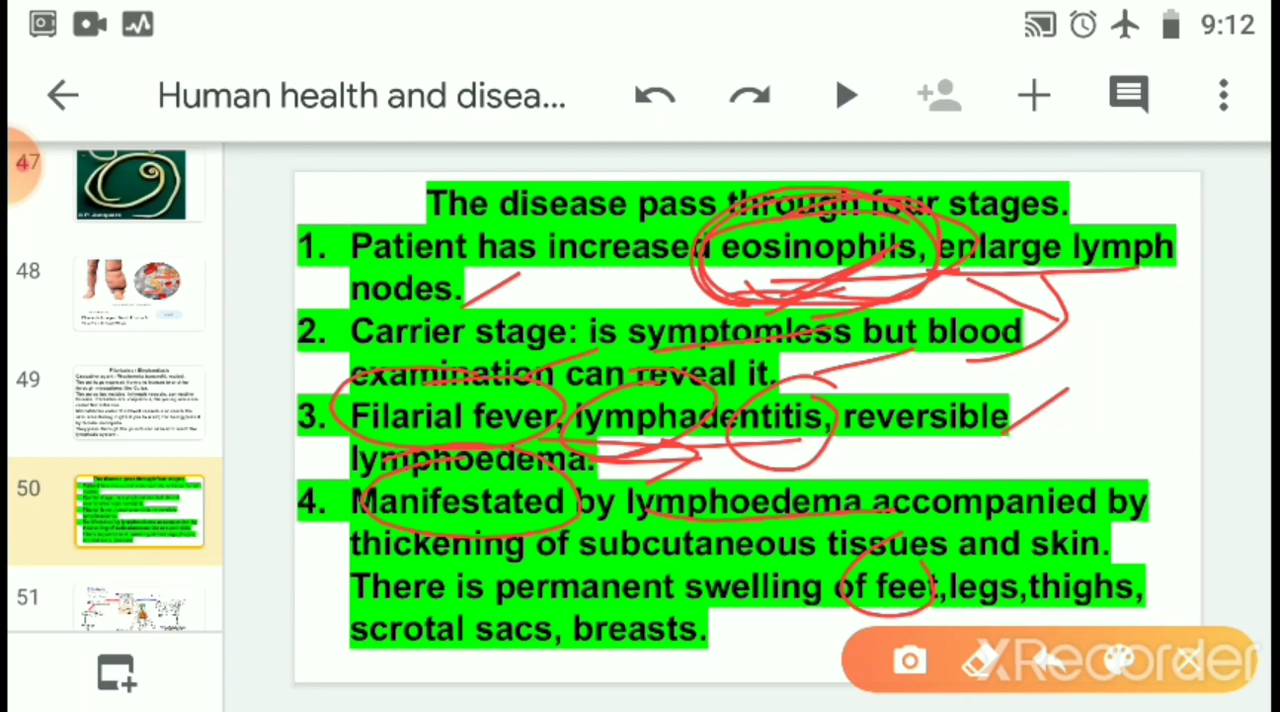 9:12
Human health and disea...
47
48
49
50
51
The disease pass through four stages.
1. Patient has increased eosinophils, enlarge lymph
nodes.
2. Carrier stage: is symptomless but blood
examination can reveal it.
3. Filarial fever, lymphadentitis, reversible
lymphoedema.
4. Manifestated by lymphoedema accompanied by
thickening of subcutaneous tissues and skin.
There is permanent swelling of feet,legs,thighs,
scrotal sacs, breasts.
XRecorder